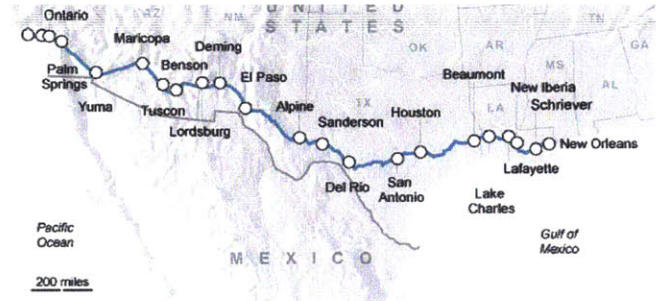 UNITED
STATES
Ontario
AZ
NM
TN
Maricopa
Deming
OK
AR
GA
Benson
Beaumont
MS
Palm
Springs
El Paso
New Iberia
AL
Yuma
Tuscon
Alpine
TX
Houston
LA
Schriever
Lordsburg
Sanderson
New Orleans
Lafayette
Del Rio
San
Antonio
Lake
Charles
Pacific
Ocean
Gulf of
Mexico
MEXICO
200 miles